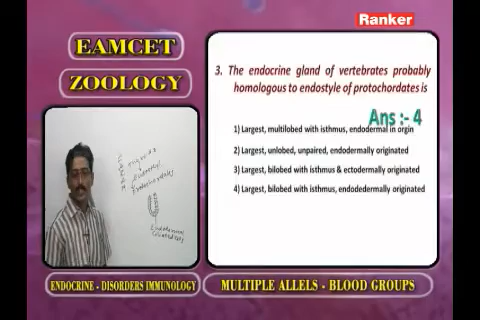 Ranker
EAMCET
ZOOLOGY
3. The endocrine gland of vertebrates probably
homologous to endostyle of protochordates is
Ans :- 4
1) Largest, multilobed with isthmus, endodermal in orgin
2) Largest, unlobed, unpaired, endodermally originated
3) Largest, bilobed with isthmus & ectodermally originated
4) Largest, bilobed with isthmus, endodedermally originated
ENDOCRINE - DISORDERS IMMUNOLOGY
MULTIPLE ALLELS - BLOOD GROUPS